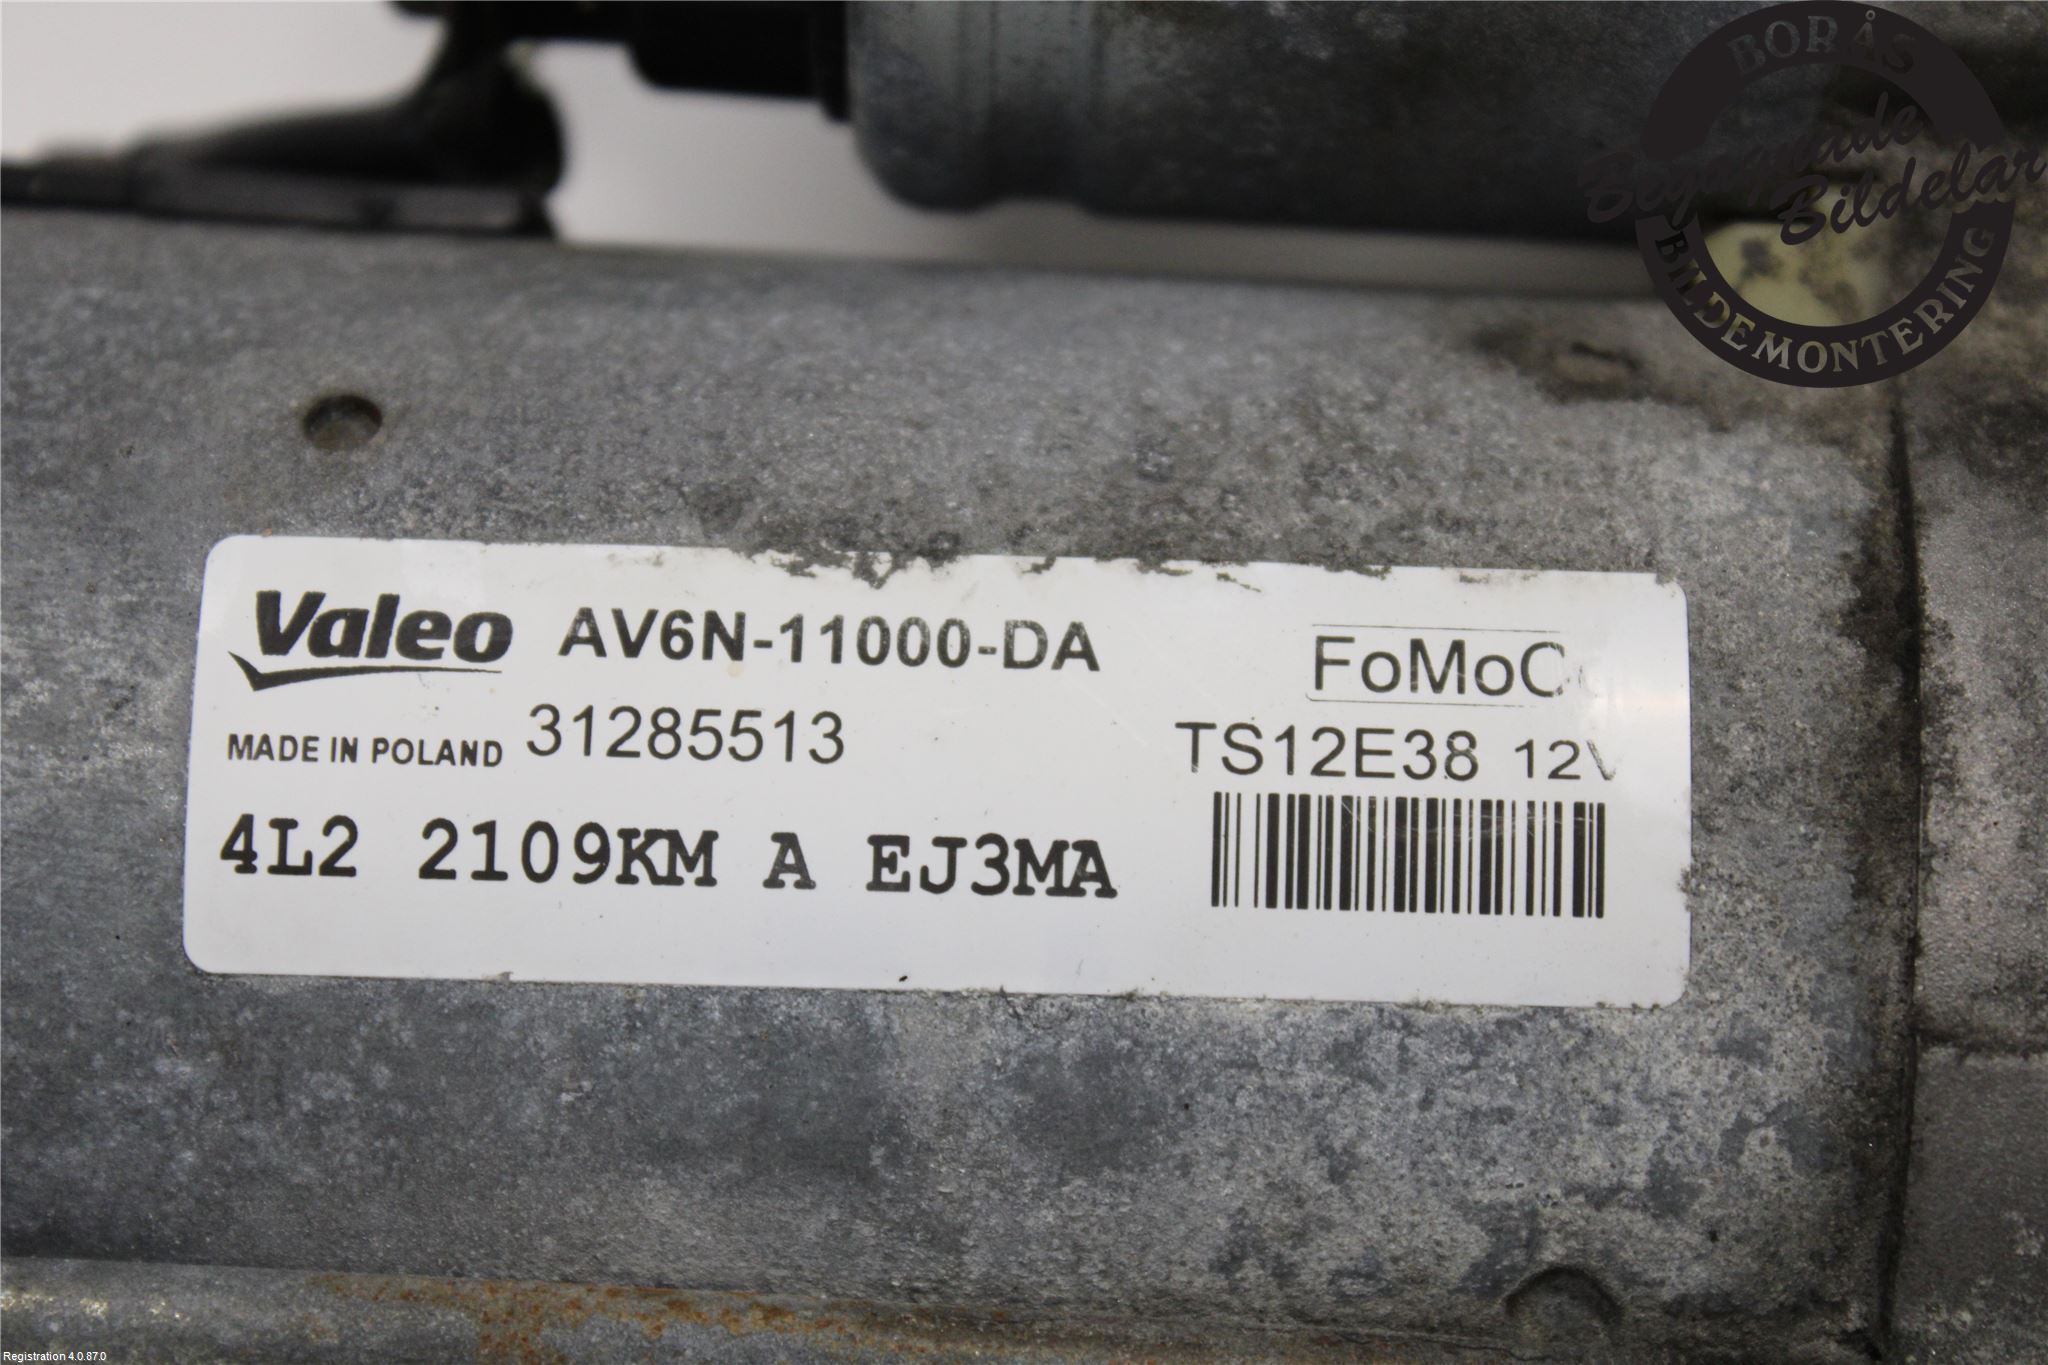 BORÅS
Begagnade
Bildelar
BILDEMONTERING
Valeo AV6N-11000-DA
FoMoCo
MADE IN POLAND 31285513
TS12E38 12V
4L2 2109KM A EJ3MA
Registration 4.0.87.0